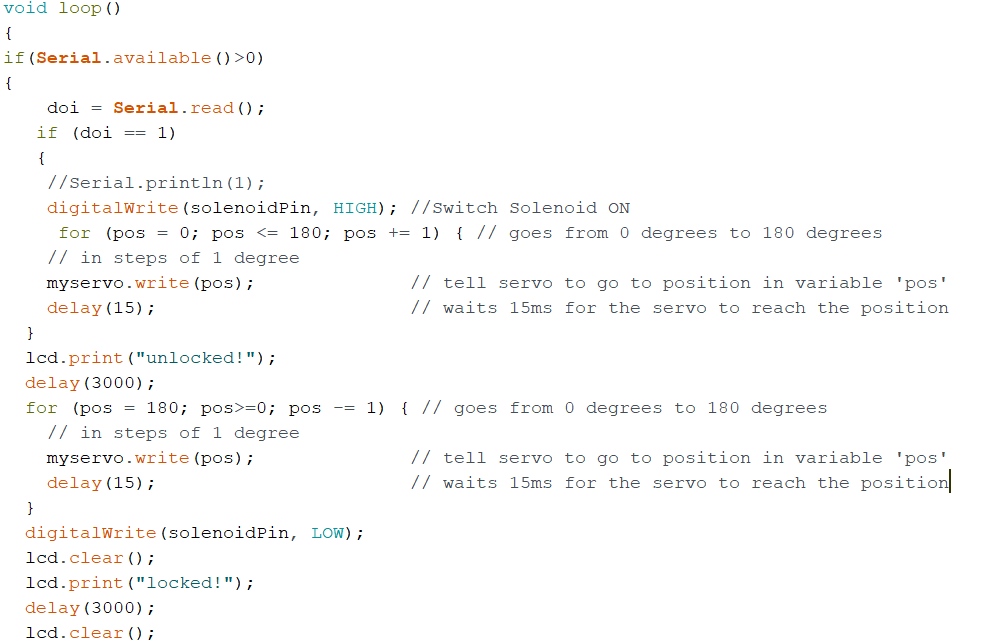 void loop()
{
if(Serial.available()>0)
{
    doi = Serial.read();
   if (doi == 1)
   {
    //Serial.println(1);
    digitalWrite(solenoidPin, HIGH); //Switch Solenoid ON
     for (pos = 0; pos <= 180; pos += 1) { // goes from 0 degrees to 180 degrees
    // in steps of 1 degree
    myservo.write(pos);              // tell servo to go to position in variable 'pos'
    delay(15);                       // waits 15ms for the servo to reach the position
  }
  lcd.print("unlocked!");
  delay(3000);
  for (pos = 180; pos>=0; pos -= 1) { // goes from 0 degrees to 180 degrees
    // in steps of 1 degree
    myservo.write(pos);              // tell servo to go to position in variable 'pos'
    delay(15);                       // waits 15ms for the servo to reach the position
  }
  digitalWrite(solenoidPin, LOW);
  lcd.clear();
  lcd.print("locked!");
  delay(3000);
  lcd.clear();